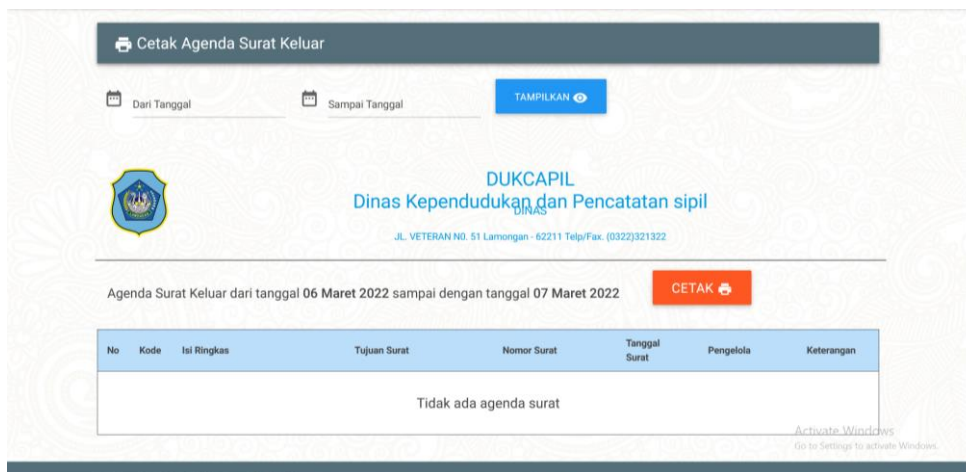 Cetak Agenda Surat Keluar
Dari Tanggal
Sampai Tanggal
TAMPILKAN
DUKCAPIL
Dinas Kependudukan dan Pencatatan sipil
DINAS
JL. VETERAN N0. 51 Lamongan - 62211 Telp/Fax. (0322)321322
Agenda Surat Keluar dari tanggal 06 Maret 2022 sampai dengan tanggal 07 Maret 2022
CETAK
No Kode Isi Ringkas Tujuan Surat Nomor Surat Tanggal Surat Pengelola Keterangan
Tidak ada agenda surat
Activate Windows
Go to Settings to activate Windows.